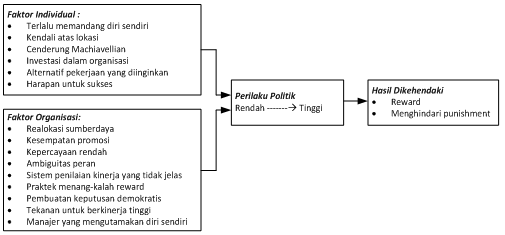 Faktor Individual :
• Terlalu memandang diri sendiri
• Kendali atas lokasi
• Cenderung Machiavellian
• Investasi dalam organisasi
• Alternatif pekerjaan yang diinginkan
• Harapan untuk sukses
Faktor Organisasi:
• Realokasi sumberdaya
• Kesempatan promosi
• Kepercayaan rendah
• Ambiguitas peran
• Sistem penilaian kinerja yang tidak jelas
• Praktek menang-kalah reward
• Pembuatan keputusan demokratis
• Tekanan untuk berkinerja tinggi
• Manajer yang mengutamakan diri sendiri
Perilaku Politik
Rendah -------→ Tinggi
Hasil Dikehendaki
• Reward
• Menghindari punishment